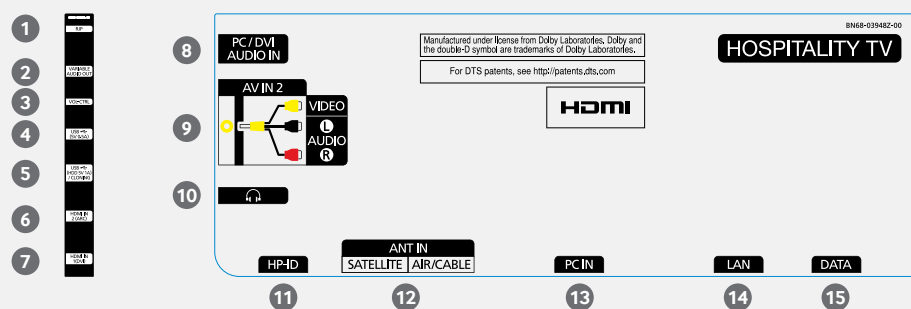 1
RJP
2
VARIABLE
AUDIO OUT
3
VOL-CTRL
4
USB
(5V 0.5A)
5
USB
(HDD 5V 1A)
/ CLONING
6
HDMI IN
2 (ARC)
7
HDMI IN
1(DVI)
8
PC / DVI
AUDIO IN
9
AV IN 2
VIDEO
L
AUDIO
R
10
Manufactured under license from Dolby Laboratories. Dolby and
the double-D symbol are trademarks of Dolby Laboratories.
For DTS patents, see http://patents.dts.com
HDMI
BN68-03948Z-00
HOSPITALITY TV
HP-ID
11
ANT IN
SATELLITE AIR/CABLE
12
PC IN
13
LAN
14
DATA
15